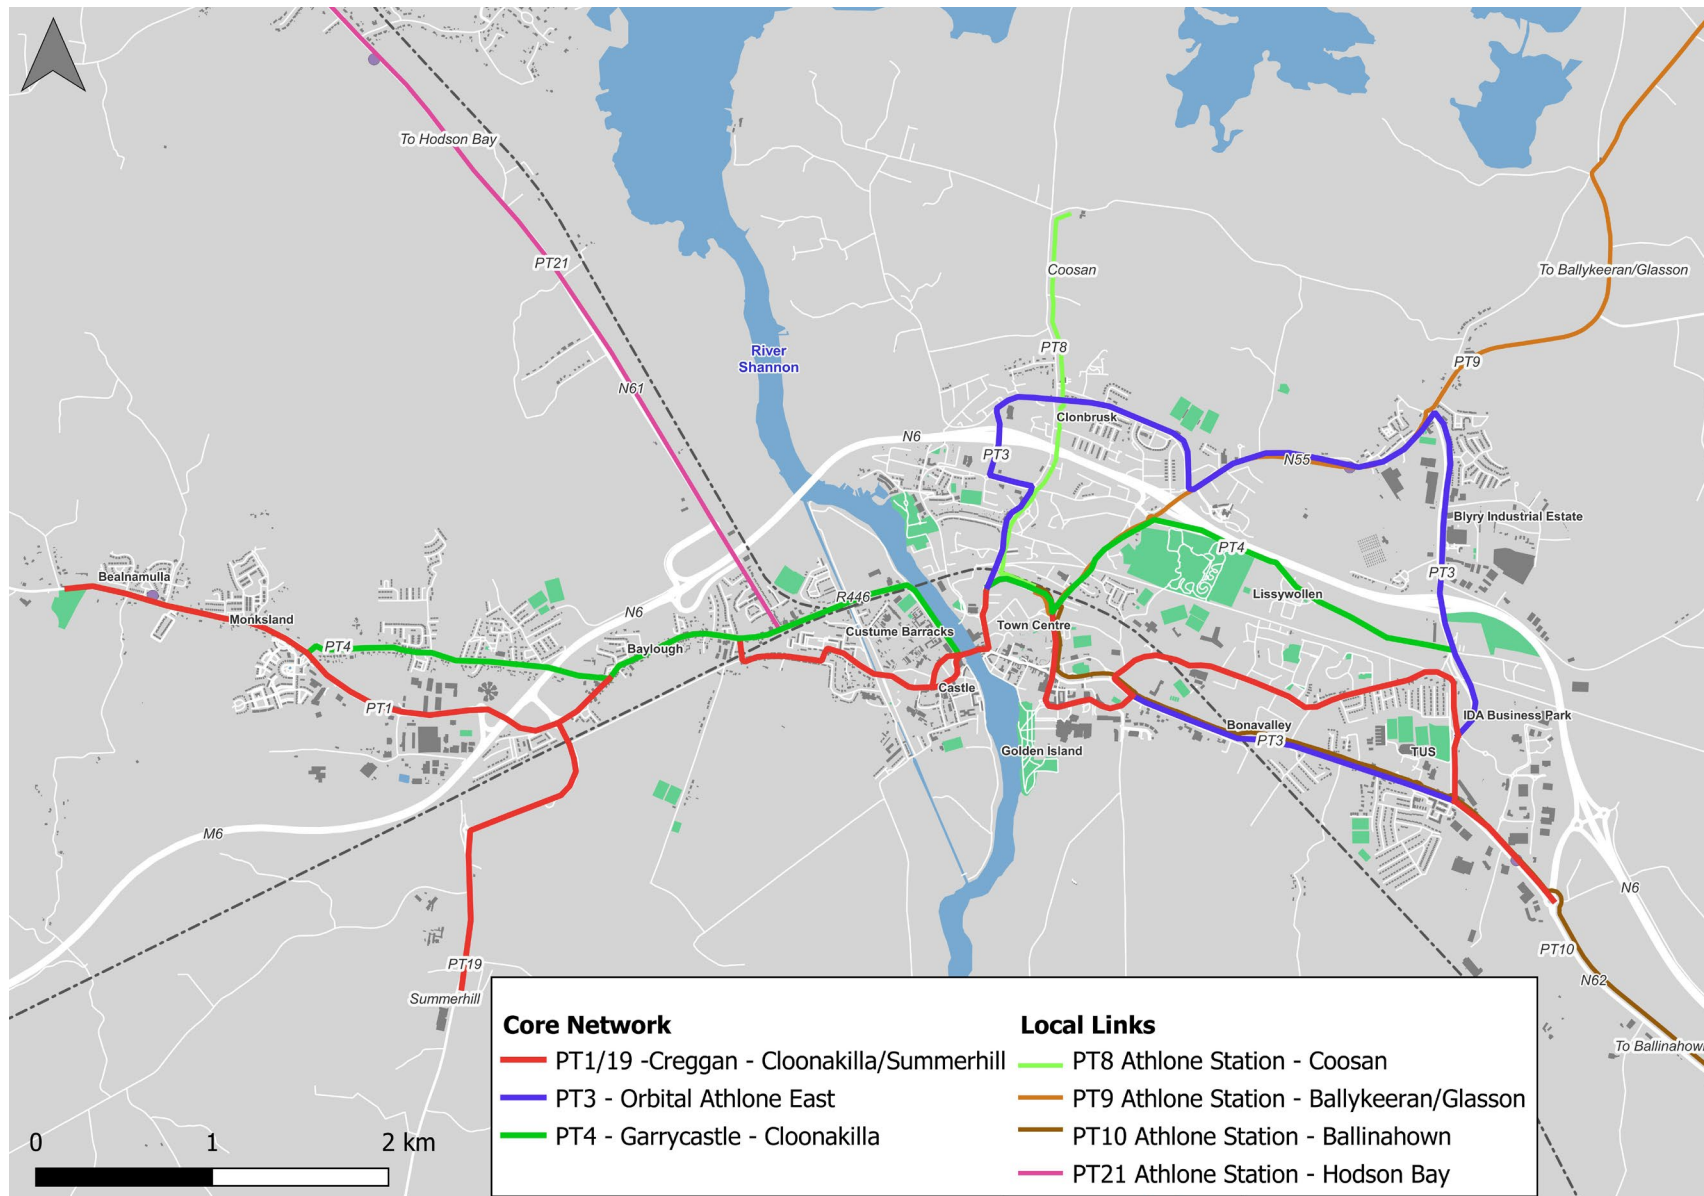 To Hodson Bay
PT21
N61
River
Shannon
Coosan
PT8
To Ballykeeran/Glasson
PT9
Clonbrusk
N6
PT3
N55
Blyry Industrial Estate
PT4
PT3
Lissywollen
Bealnamulla
Monksland
PT4
N6
Baylough
R446
Custume Barracks
Town Centre
Castle
PT1
Golden Island
Bonavalley
PT3
IDA Business Park
TUS
M6
N6
PT19
Summerhill
PT10
N62
To Ballinahown
Core Network
PT1/19 -Creggan - Cloonakilla/Summerhill
PT3 - Orbital Athlone East
PT4 - Garrycastle - Cloonakilla
Local Links
PT8 Athlone Station - Coosan
PT9 Athlone Station - Ballykeeran/Glasson
PT10 Athlone Station - Ballinahown
PT21 Athlone Station - Hodson Bay
0 1 2 km